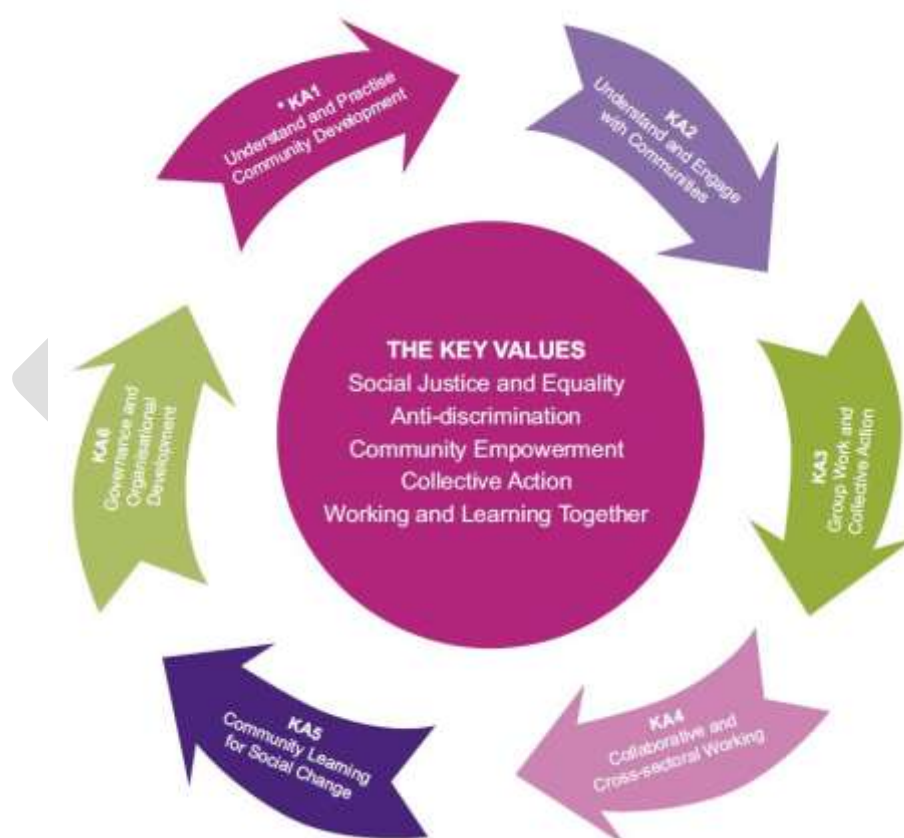 * KA1
Understand and Practise
Community Development
KA2
Understand and Engage
with Communities
THE KEY VALUES
Social Justice and Equality
Anti-discrimination
Community Empowerment
Collective Action
Working and Learning Together
KA3
Group Work and
Collective Action
KA4
Collaborative and
Cross-sectoral Working
KA5
Community Learning
for Social Change
KA6
Governance and
Organisational
Development